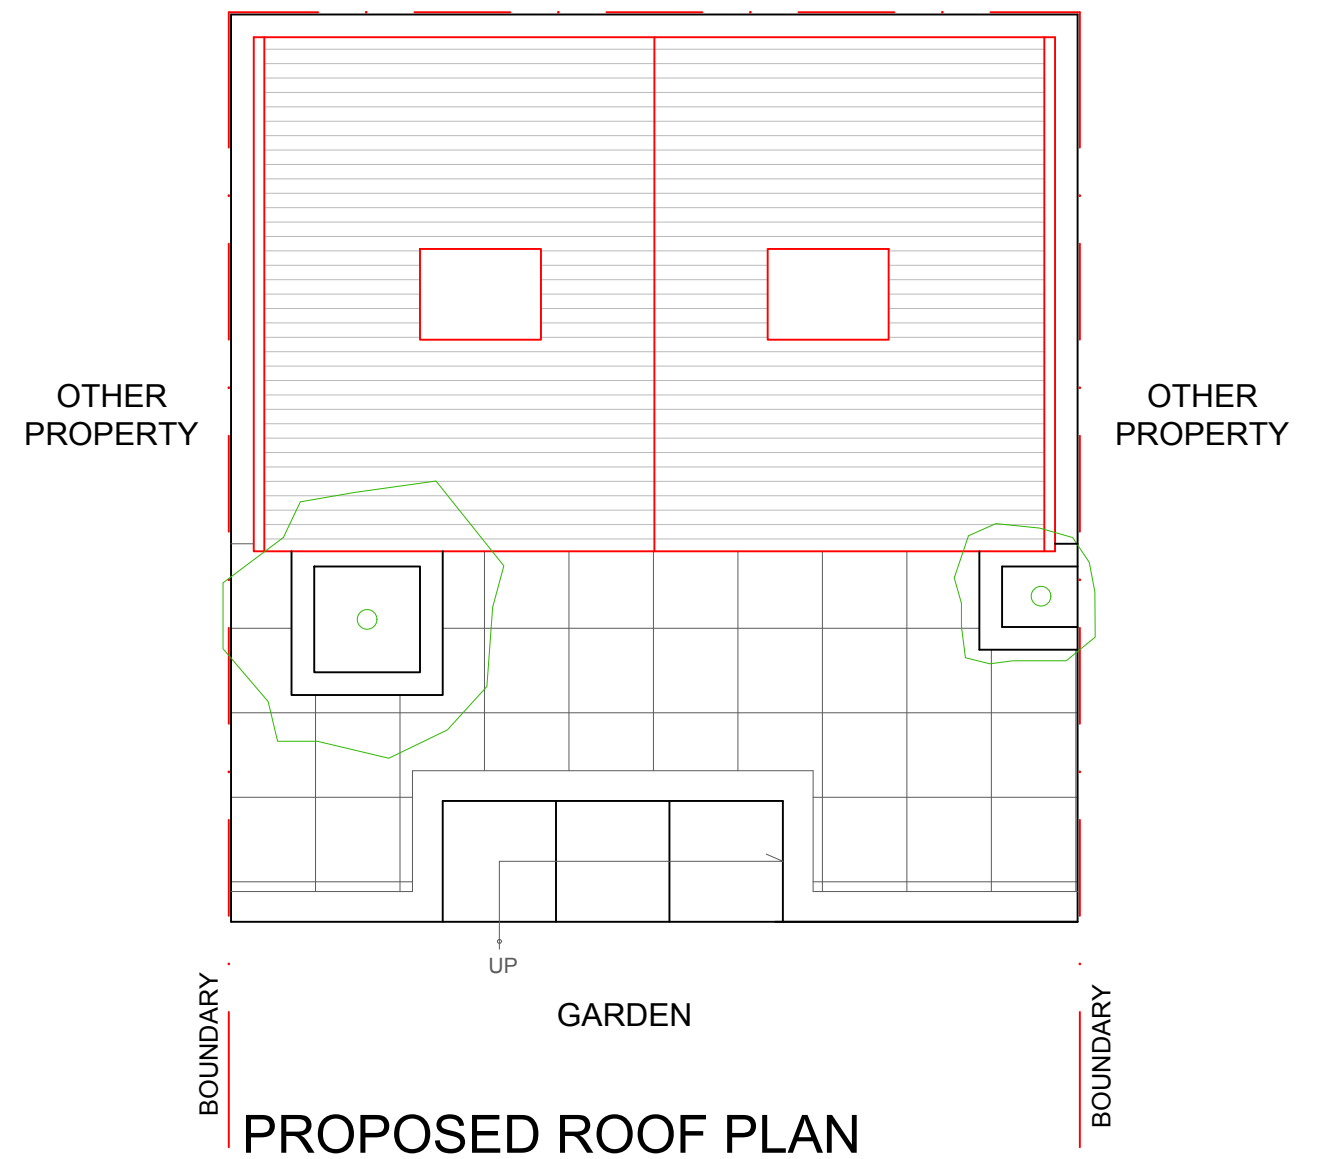 OTHER
PROPERTY
OTHER
PROPERTY
UP
GARDEN
BOUNDARY
BOUNDARY
PROPOSED ROOF PLAN